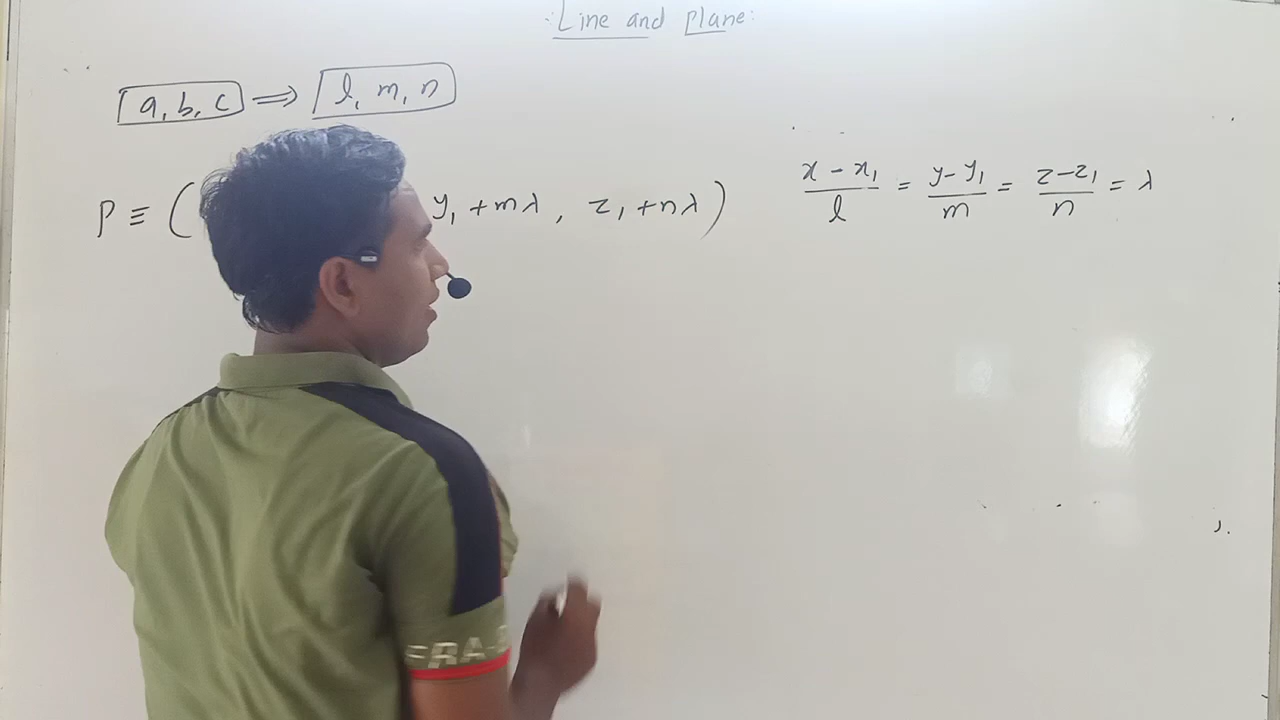 :Line and plane:
a, b, c ⟹ l, m, n
P ≡ ( y₁ + mλ , z₁ + nλ )
x - x₁ / l = y - y₁ / m = z - z₁ / n = λ